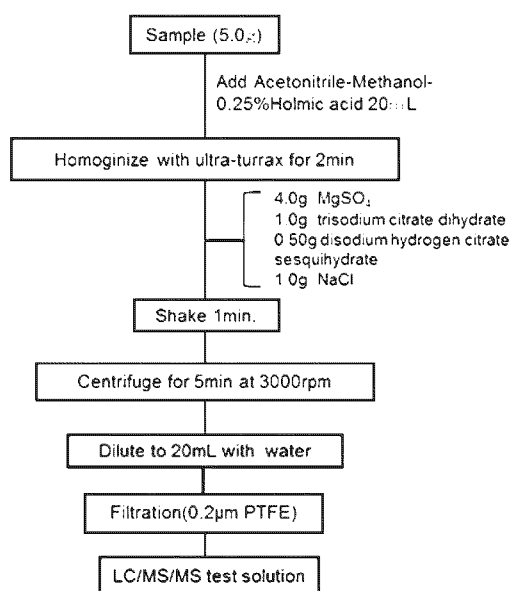 Sample (5.0
Add Acetonitrile-Methanol-
0.25%Holmic acid 20 L
Homoginize with ultra-turrax for 2min
4.0g MgSO₄
1 0g trisodium citrate dihydrate
0 50g disodium hydrogen citrate
sesquihydrate
1 0g NaCl
Shake 1min.
Centrifuge for 5min at 3000rpm
Dilute to 20mL with water
Filtration(0.2μm PTFE)
LC/MS/MS test solution